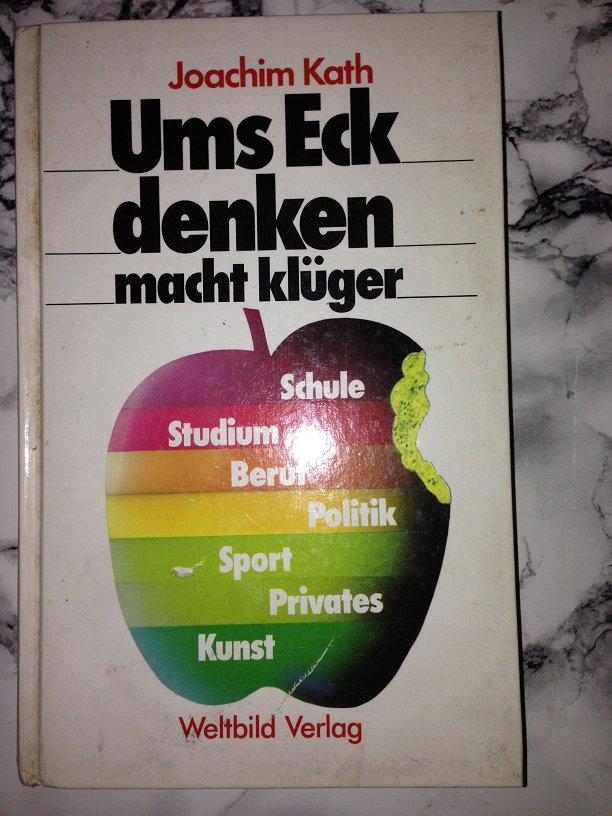 Joachim Kath
Ums Eck
denken
macht klüger
Schule
Studium
Beruf
Politik
Sport
Privates
Kunst
Weltbild Verlag